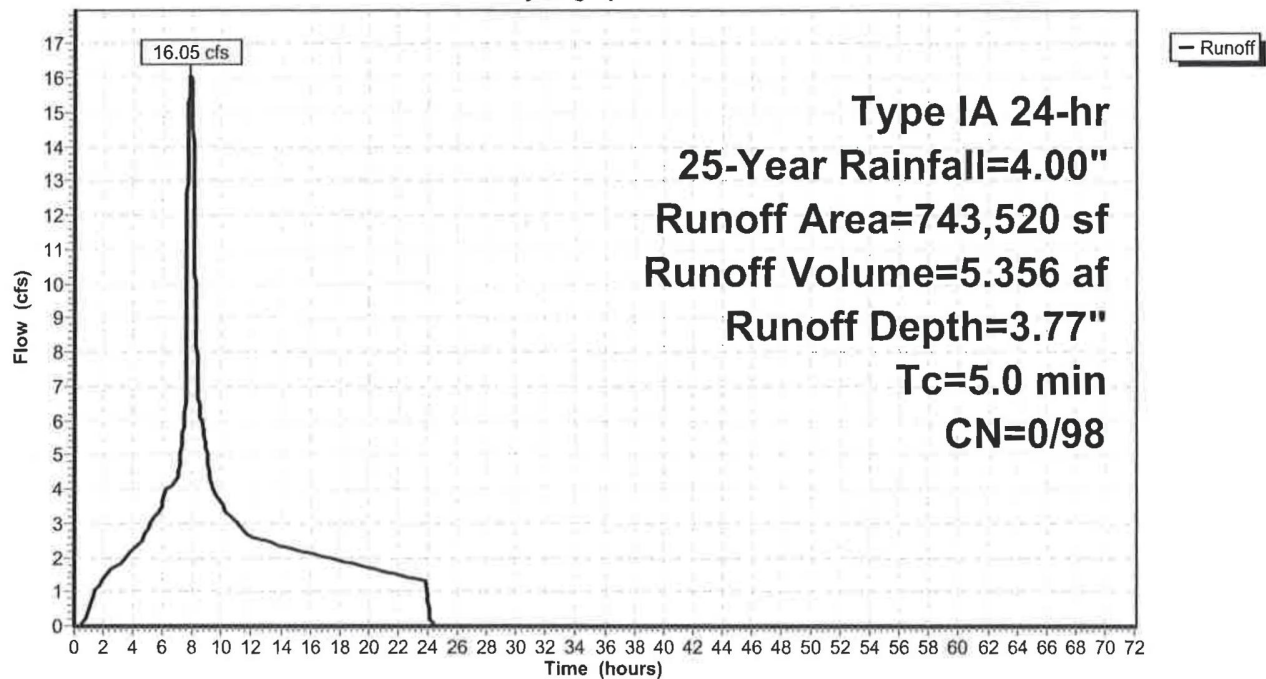 16.05 cfs
Runoff
Type IA 24-hr
25-Year Rainfall=4.00"
Runoff Area=743,520 sf
Runoff Volume=5.356 af
Runoff Depth=3.77"
Tc=5.0 min
CN=0/98
Flow (cfs)
17
16
15
14
13
12
11
10
9
8
7
6
5
4
3
2
1
0
0 2 4 6 8 10 12 14 16 18 20 22 24 26 28 30 32 34 36 38 40 42 44 46 48 50 52 54 56 58 60 62 64 66 68 70 72
Time (hours)